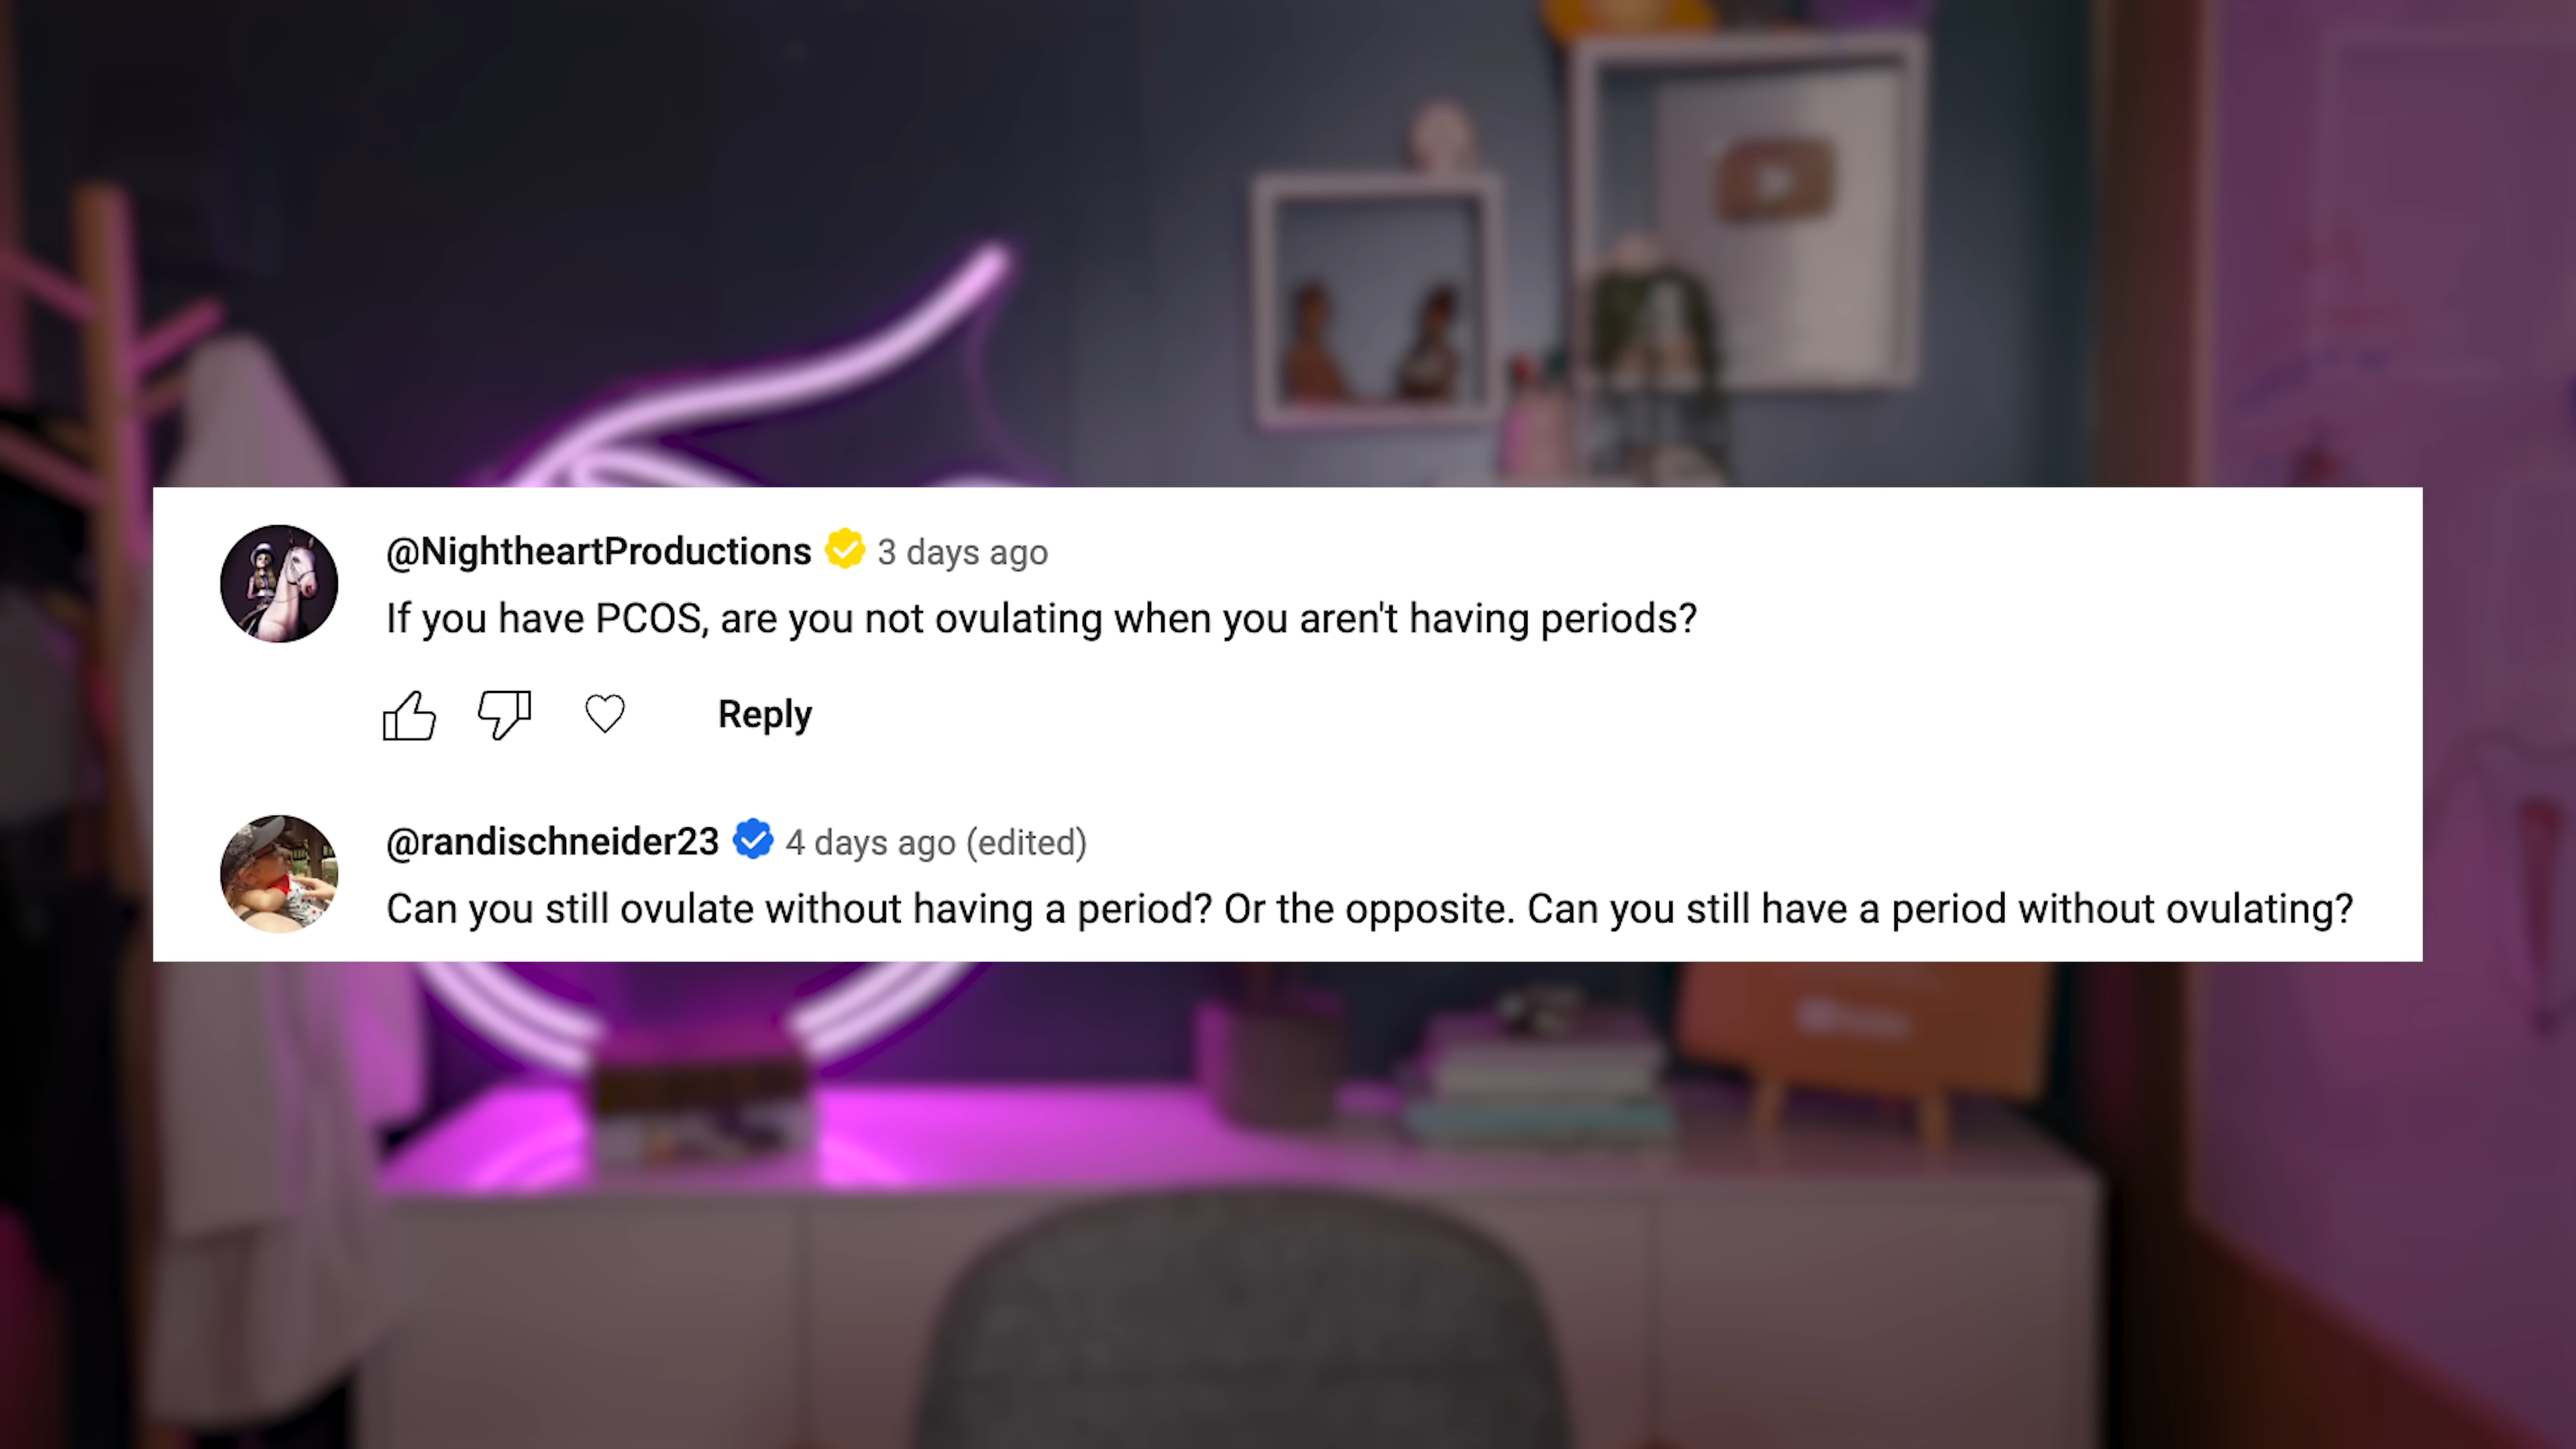 @NightheartProductions 3 days ago
If you have PCOS, are you not ovulating when you aren't having periods?
Reply
@randischneider23 4 days ago (edited)
Can you still ovulate without having a period? Or the opposite. Can you still have a period without ovulating?